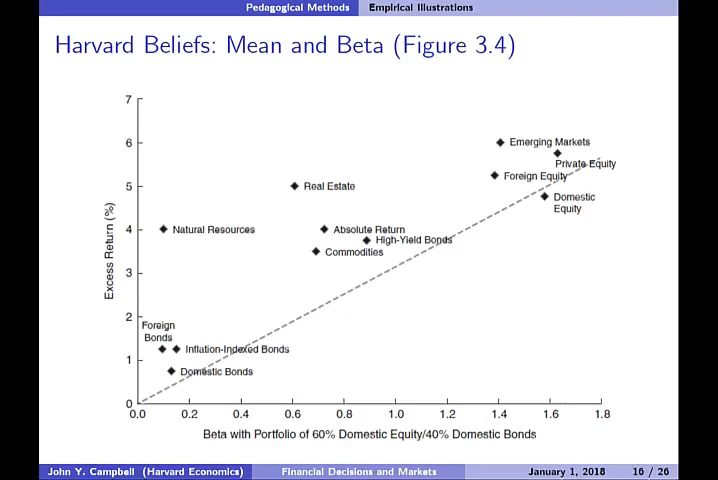 Pedagogical Methods Empirical Illustrations
Harvard Beliefs: Mean and Beta (Figure 3.4)
7
6
5
4
3
2
1
0
Excess Return (%)
Emerging Markets
Private Equity
Foreign Equity
Domestic
Equity
Real Estate
Natural Resources
Absolute Return
High-Yield Bonds
Commodities
Foreign
Bonds
Inflation-Indexed Bonds
Domestic Bonds
0.0 0.2 0.4 0.6 0.8 1.0 1.2 1.4 1.6 1.8
Beta with Portfolio of 60% Domestic Equity/40% Domestic Bonds
John Y. Campbell (Harvard Economics) Financial Decisions and Markets January 1, 2018 16 / 26